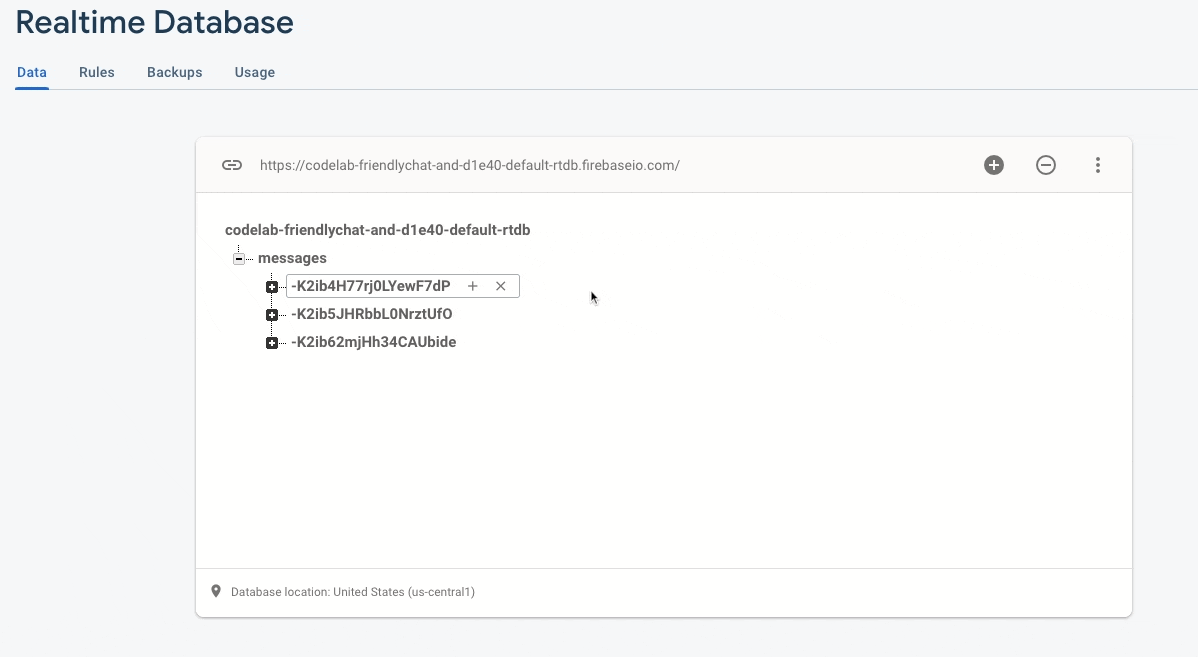 Realtime Database
Data Rules Backups Usage
https://codelab-friendlychat-and-d1e40-default-rtdb.firebaseio.com/
codelab-friendlychat-and-d1e40-default-rtdb
messages
-K2ib4H77rj0LYewF7dP
-K2ib5JHRbbL0NrztUfO
-K2ib62mjHh34CAUbide
Database location: United States (us-central1)